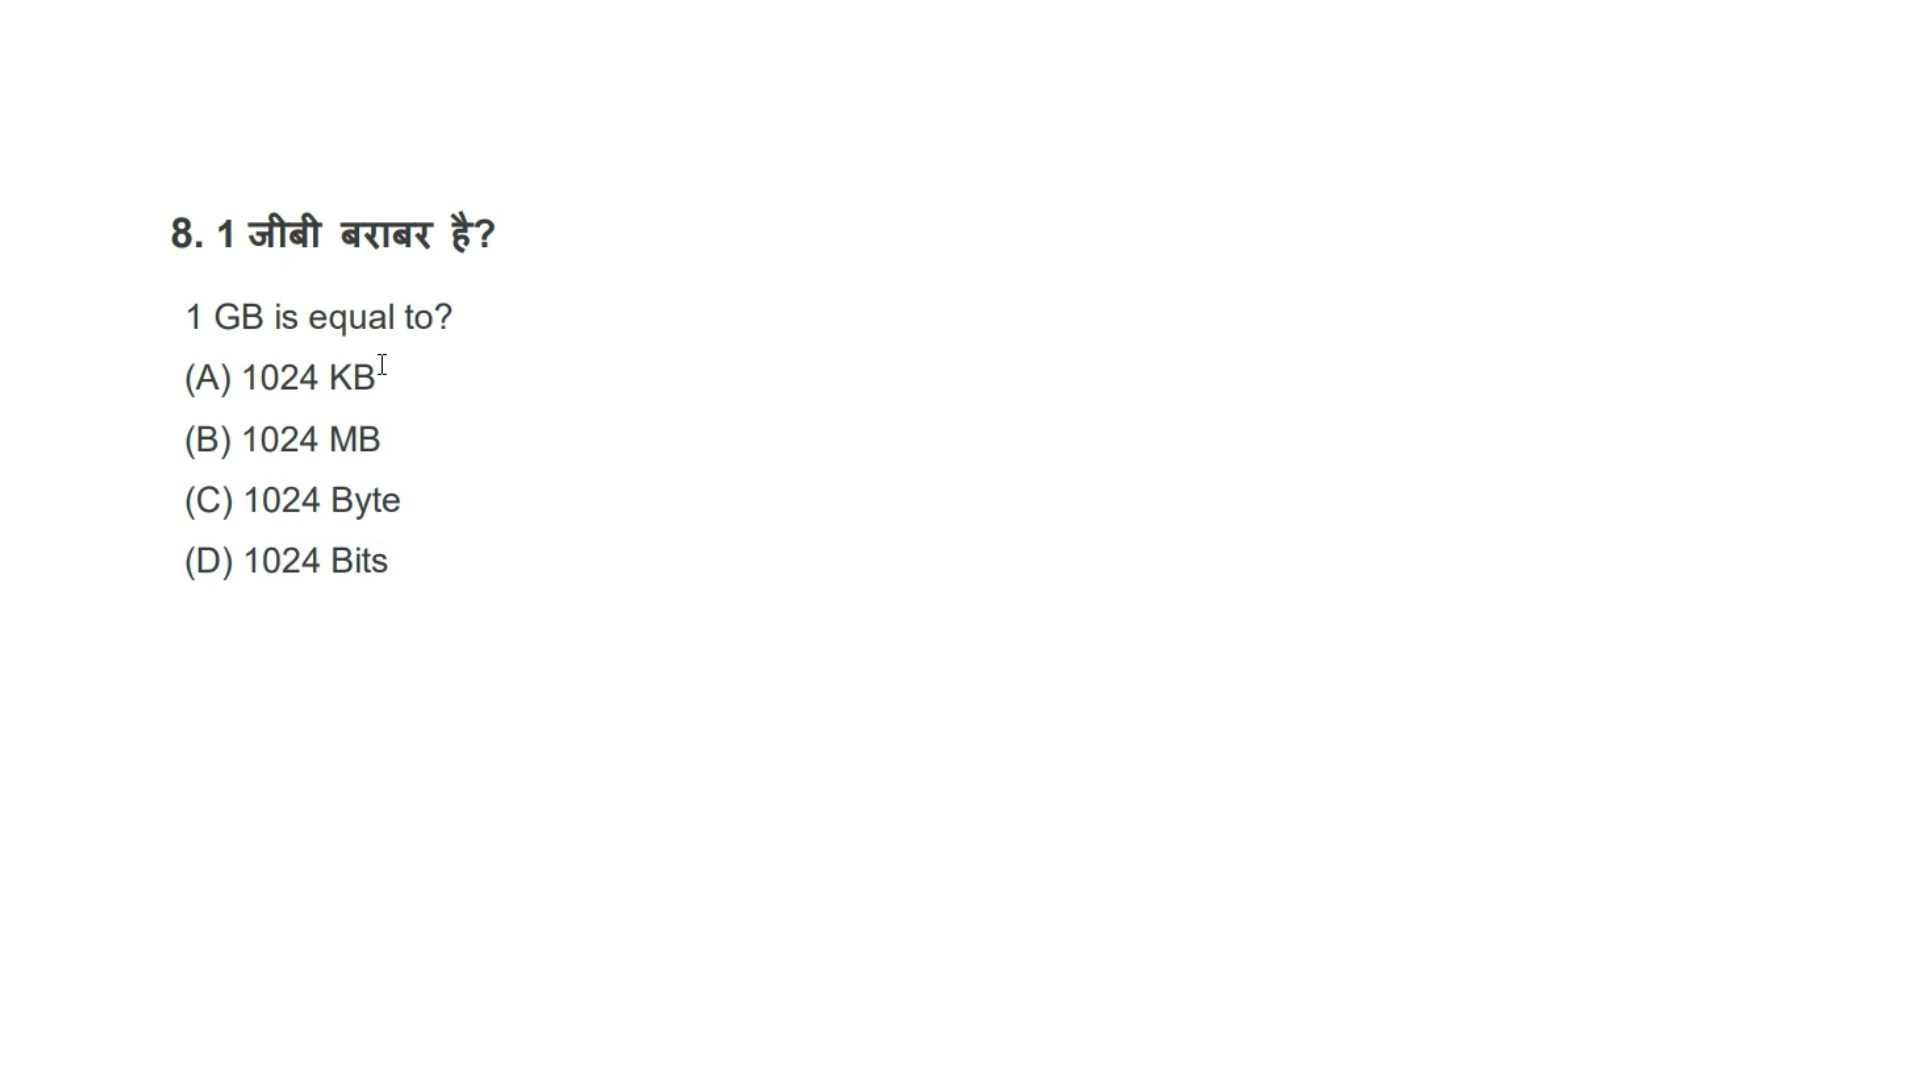 8. 1 जीबी बराबर है?
1 GB is equal to?
(A) 1024 KB
(B) 1024 MB
(C) 1024 Byte
(D) 1024 Bits